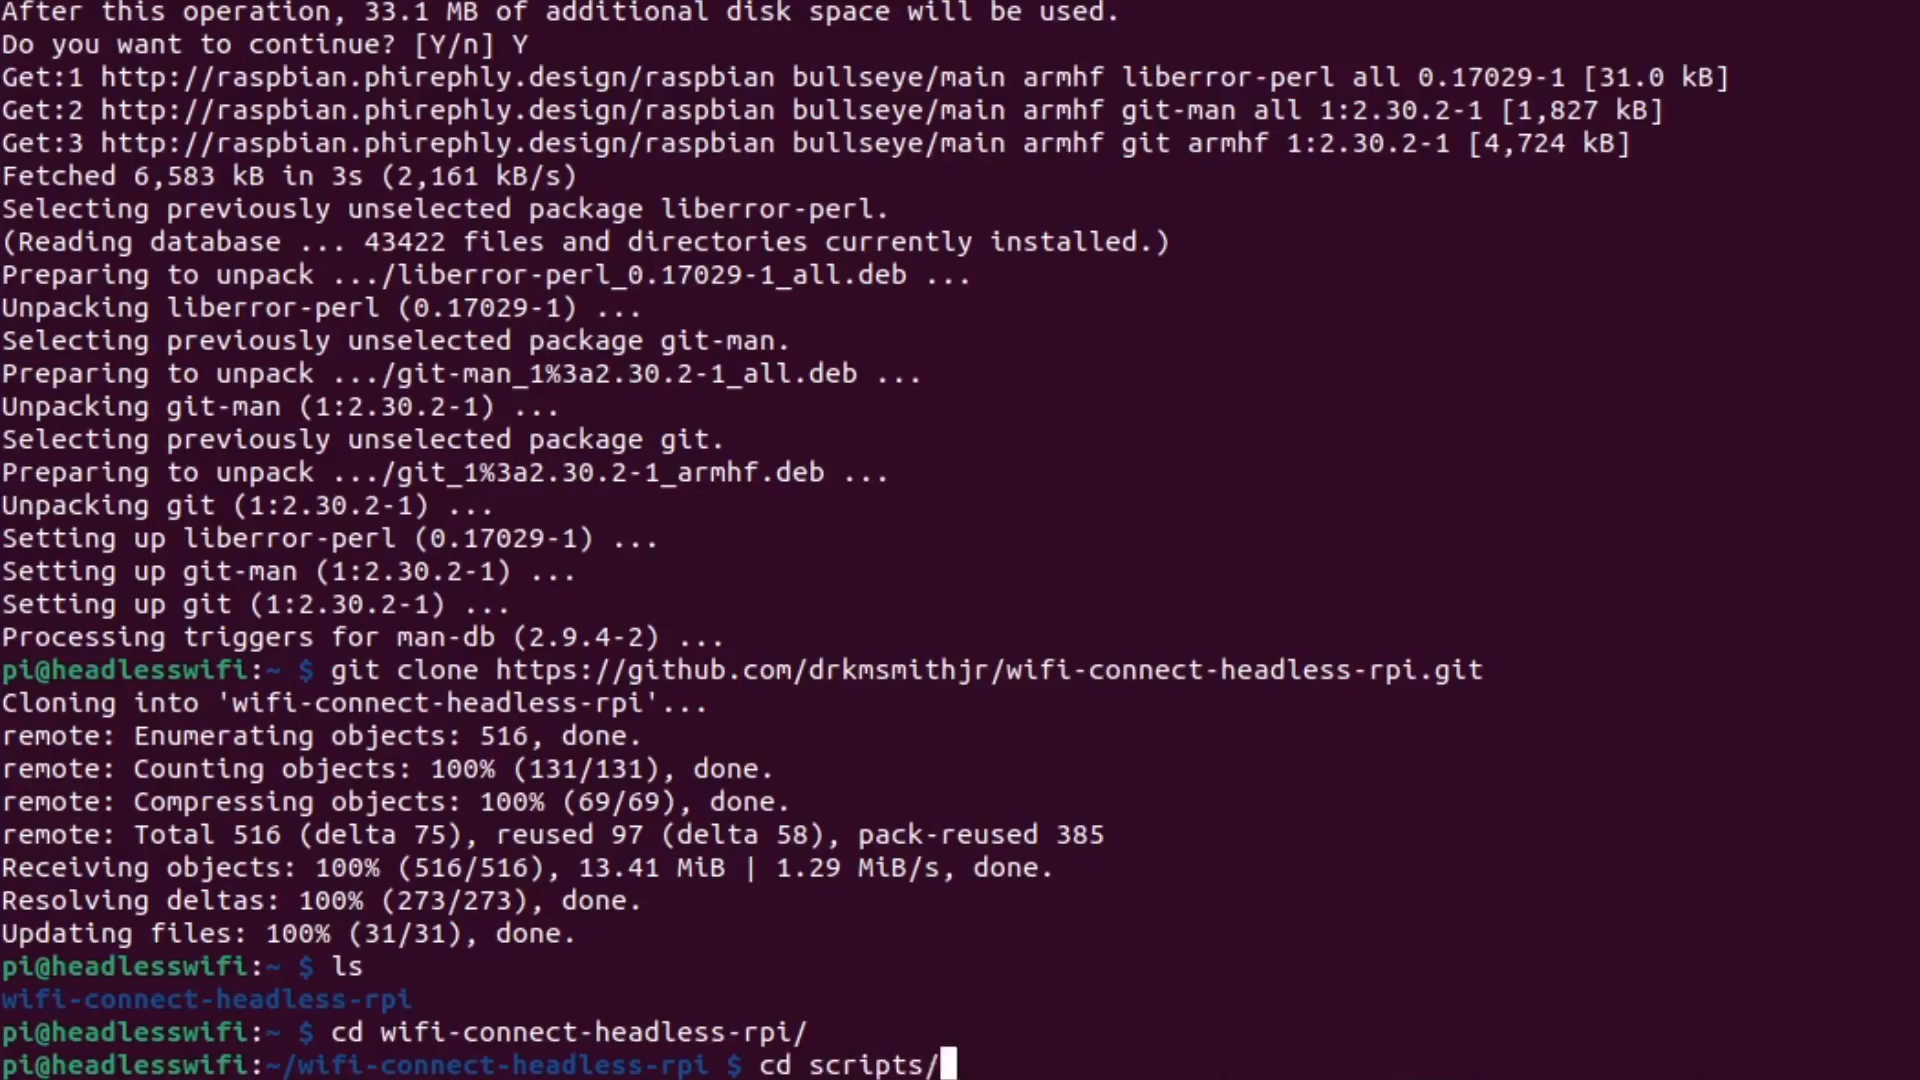 After this operation, 33.1 MB of additional disk space will be used.
Do you want to continue? [Y/n] Y
Get:1 http://raspbian.phirephly.design/raspbian bullseye/main armhf liberror-perl all 0.17029-1 [31.0 kB]
Get:2 http://raspbian.phirephly.design/raspbian bullseye/main armhf git-man all 1:2.30.2-1 [1,827 kB]
Get:3 http://raspbian.phirephly.design/raspbian bullseye/main armhf git armhf 1:2.30.2-1 [4,724 kB]
Fetched 6,583 kB in 3s (2,161 kB/s)
Selecting previously unselected package liberror-perl.
(Reading database ... 43422 files and directories currently installed.)
Preparing to unpack .../liberror-perl_0.17029-1_all.deb ...
Unpacking liberror-perl (0.17029-1) ...
Selecting previously unselected package git-man.
Preparing to unpack .../git-man_1%3a2.30.2-1_all.deb ...
Unpacking git-man (1:2.30.2-1) ...
Selecting previously unselected package git.
Preparing to unpack .../git_1%3a2.30.2-1_armhf.deb ...
Unpacking git (1:2.30.2-1) ...
Setting up liberror-perl (0.17029-1) ...
Setting up git-man (1:2.30.2-1) ...
Setting up git (1:2.30.2-1) ...
Processing triggers for man-db (2.9.4-2) ...
pi@headlesswifi:~ $ git clone https://github.com/drkmsmithjr/wifi-connect-headless-rpi.git
Cloning into 'wifi-connect-headless-rpi'...
remote: Enumerating objects: 516, done.
remote: Counting objects: 100% (131/131), done.
remote: Compressing objects: 100% (69/69), done.
remote: Total 516 (delta 75), reused 97 (delta 58), pack-reused 385
Receiving objects: 100% (516/516), 13.41 MiB | 1.29 MiB/s, done.
Resolving deltas: 100% (273/273), done.
Updating files: 100% (31/31), done.
pi@headlesswifi:~ $ ls
wifi-connect-headless-rpi
pi@headlesswifi:~ $ cd wifi-connect-headless-rpi/
pi@headlesswifi:~/wifi-connect-headless-rpi $ cd scripts/